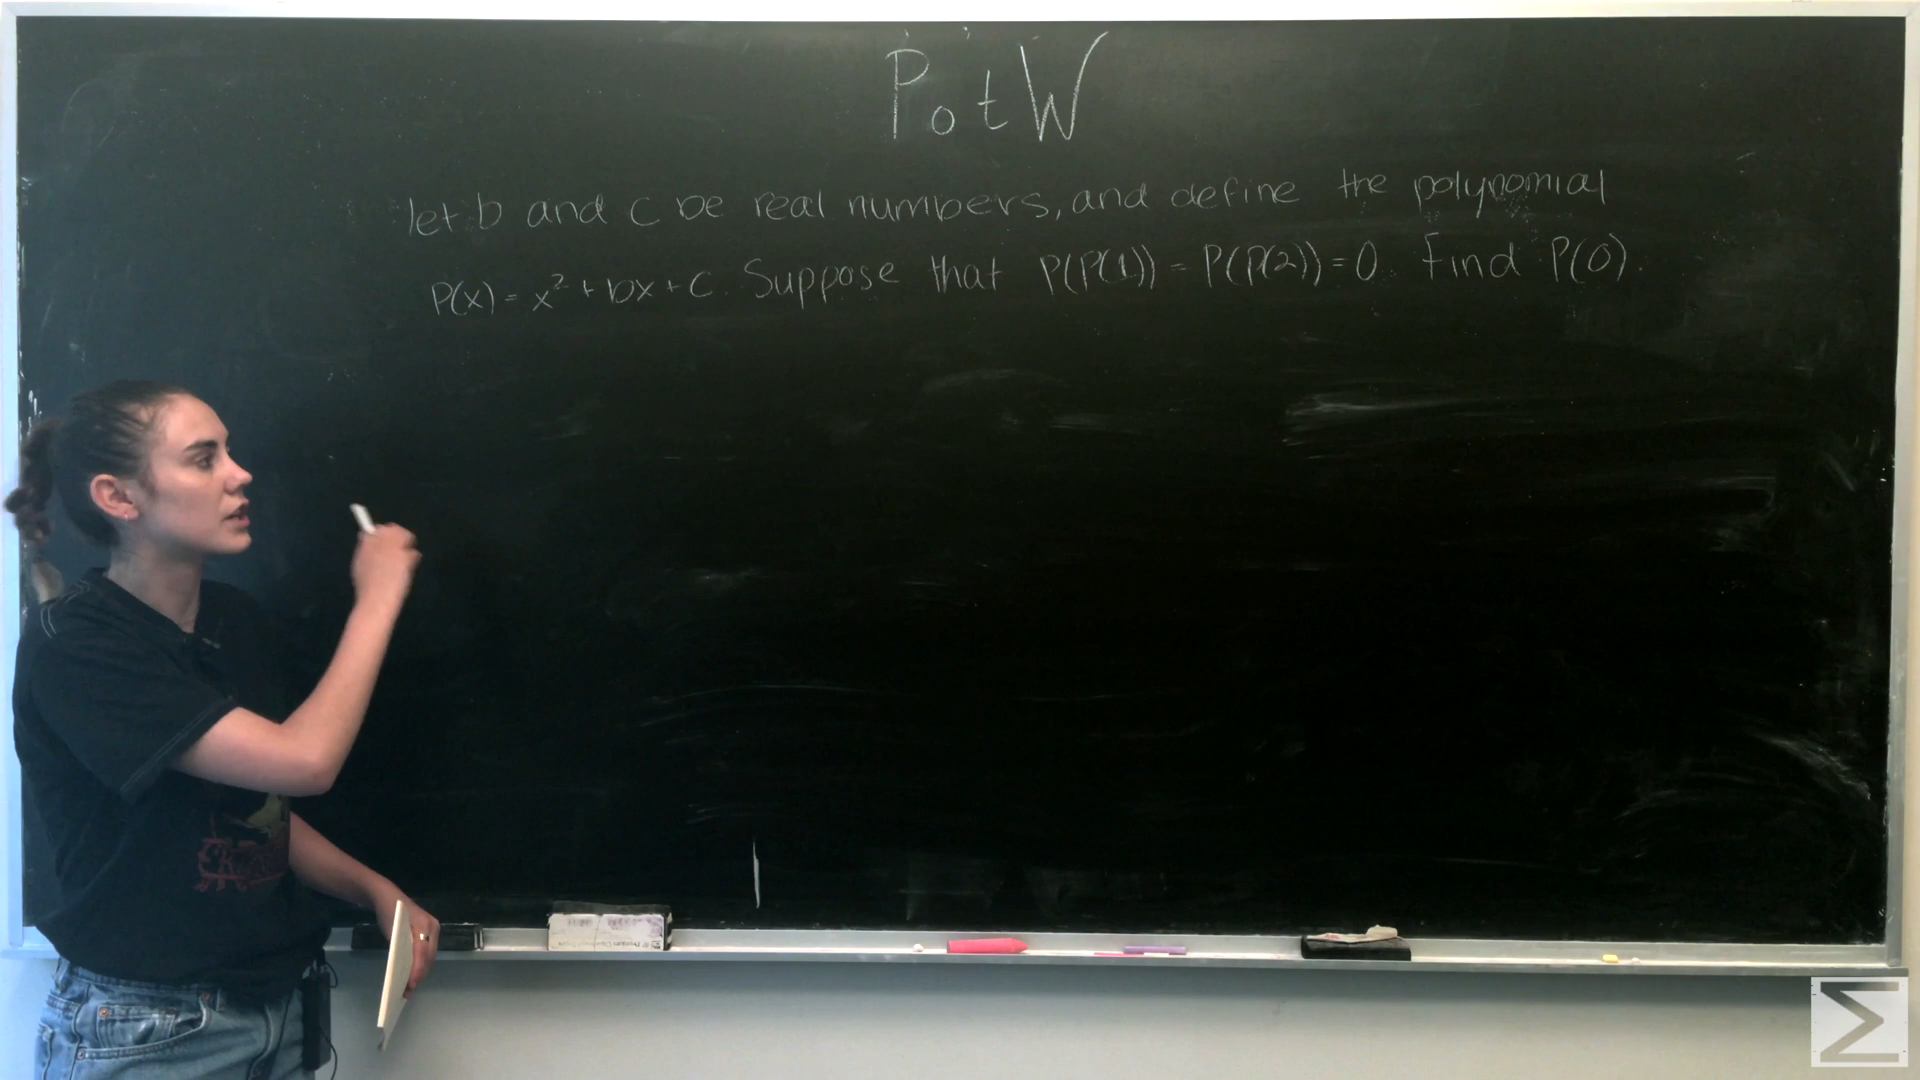 PotW
let b and c be real numbers, and define the polynomial
P(x) = x² + bx + c. Suppose that P(P(1)) = P(P(2)) = 0. Find P(0).
Σ